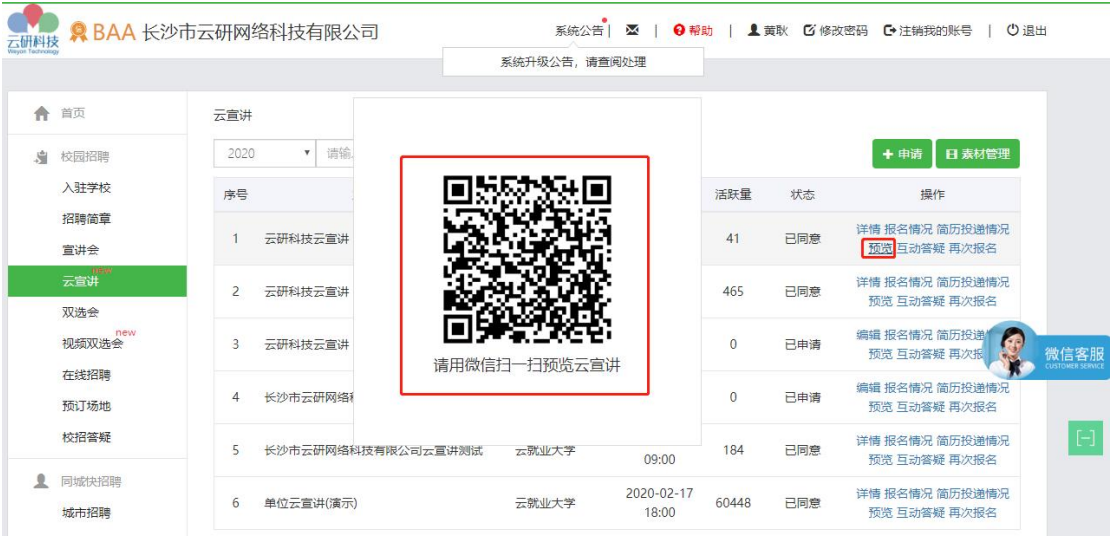 云研科技
Weyon Technology
BAA 长沙市云研网络科技有限公司
系统公告 | | 帮助 | 黄耿 修改密码 注销我的账号 | 退出
系统升级公告，请查阅处理
首页
校园招聘
入驻学校
招聘简章
宣讲会
云宣讲 new
双选会
视频双选会 new
在线招聘
预订场地
校招答疑
同城快招聘
城市招聘
云宣讲
2020 请输
+ 申请 素材管理
序号 活跃量 状态 操作
1 云研科技云宣讲 41 已同意 详情 报名情况 简历投递情况
预览 互动答疑 再次报名
2 云研科技云宣讲 465 已同意 详情 报名情况 简历投递情况
预览 互动答疑 再次报名
3 云研科技云宣讲 0 已申请 编辑 报名情况 简历投递
预览 互动答疑 再次报
4 长沙市云研网络 0 已申请 编辑 报名情况 简历投递情况
预览 互动答疑 再次报名
5 长沙市云研网络科技有限公司云宣讲测试 云就业大学 09:00 184 已同意 详情 报名情况 简历投递情况
预览 互动答疑 再次报名
6 单位云宣讲(演示) 云就业大学 2020-02-17 18:00 60448 已同意 详情 报名情况 简历投递情况
预览 互动答疑 再次报名
请用微信扫一扫预览云宣讲
微信客服
CUSTOMER SERVICE
[-]